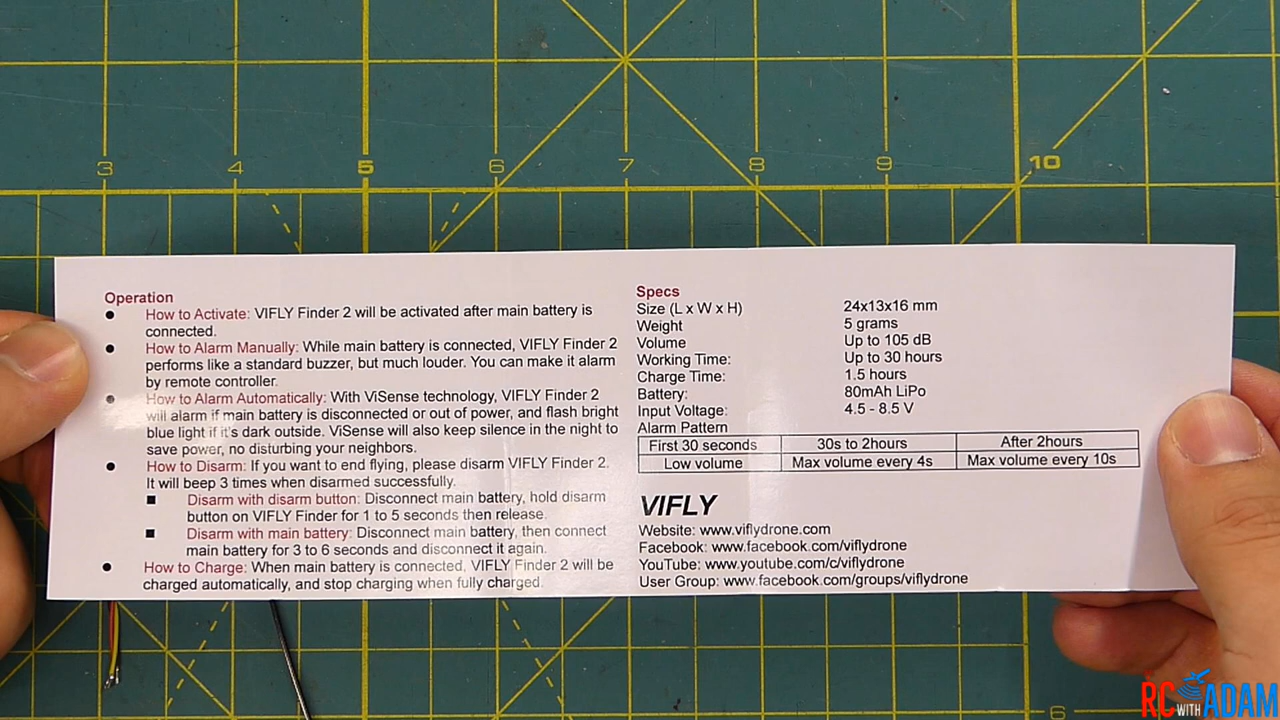 3 4 5 6 7 8 9 10
Operation
● How to Activate: VIFLY Finder 2 will be activated after main battery is
connected.
● How to Alarm Manually: While main battery is connected, VIFLY Finder 2
performs like a standard buzzer, but much louder. You can make it alarm
by remote controller.
● How to Alarm Automatically: With ViSense technology, VIFLY Finder 2
will alarm if main battery is disconnected or out of power, and flash bright
blue light if it's dark outside. ViSense will also keep silence in the night to
save power, no disturbing your neighbors.
● How to Disarm: If you want to end flying, please disarm VIFLY Finder 2.
It will beep 3 times when disarmed successfully.
■ Disarm with disarm button: Disconnect main battery, hold disarm
button on VIFLY Finder for 1 to 5 seconds then release.
■ Disarm with main battery: Disconnect main battery, then connect
main battery for 3 to 6 seconds and disconnect it again.
● How to Charge: When main battery is connected, VIFLY Finder 2 will be
charged automatically, and stop charging when fully charged.
Specs
Size (L x W x H) 24x13x16 mm
Weight 5 grams
Volume Up to 105 dB
Working Time: Up to 30 hours
Charge Time: 1.5 hours
Battery: 80mAh LiPo
Input Voltage: 4.5 - 8.5 V
Alarm Pattern
First 30 seconds 30s to 2hours After 2hours
Low volume Max volume every 4s Max volume every 10s
VIFLY
Website: www.viflydrone.com
Facebook: www.facebook.com/viflydrone
YouTube: www.youtube.com/c/viflydrone
User Group: www.facebook.com/groups/viflydrone
6
RC WITH ADAM